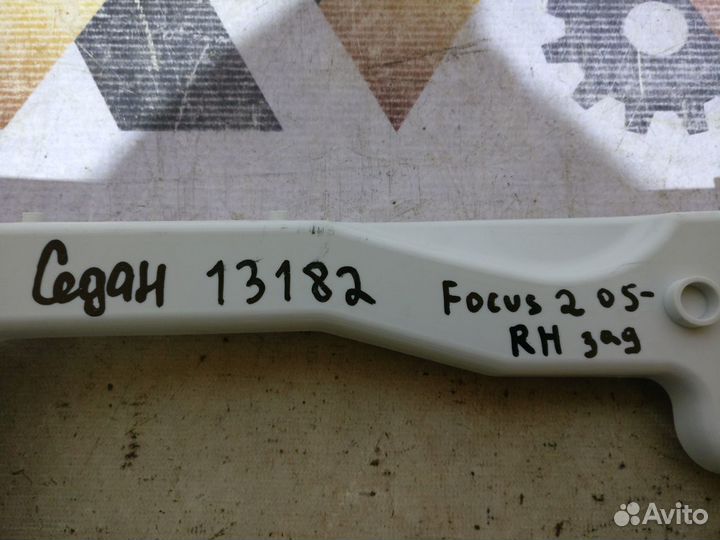 Седан 13182
Focus 2 05-
RH зад
Avito